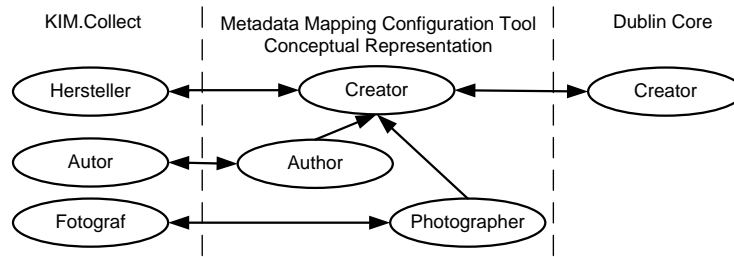 KIM.Collect
Metadata Mapping Configuration Tool
Conceptual Representation
Dublin Core
Hersteller
Creator
Creator
Autor
Author
Fotograf
Photographer